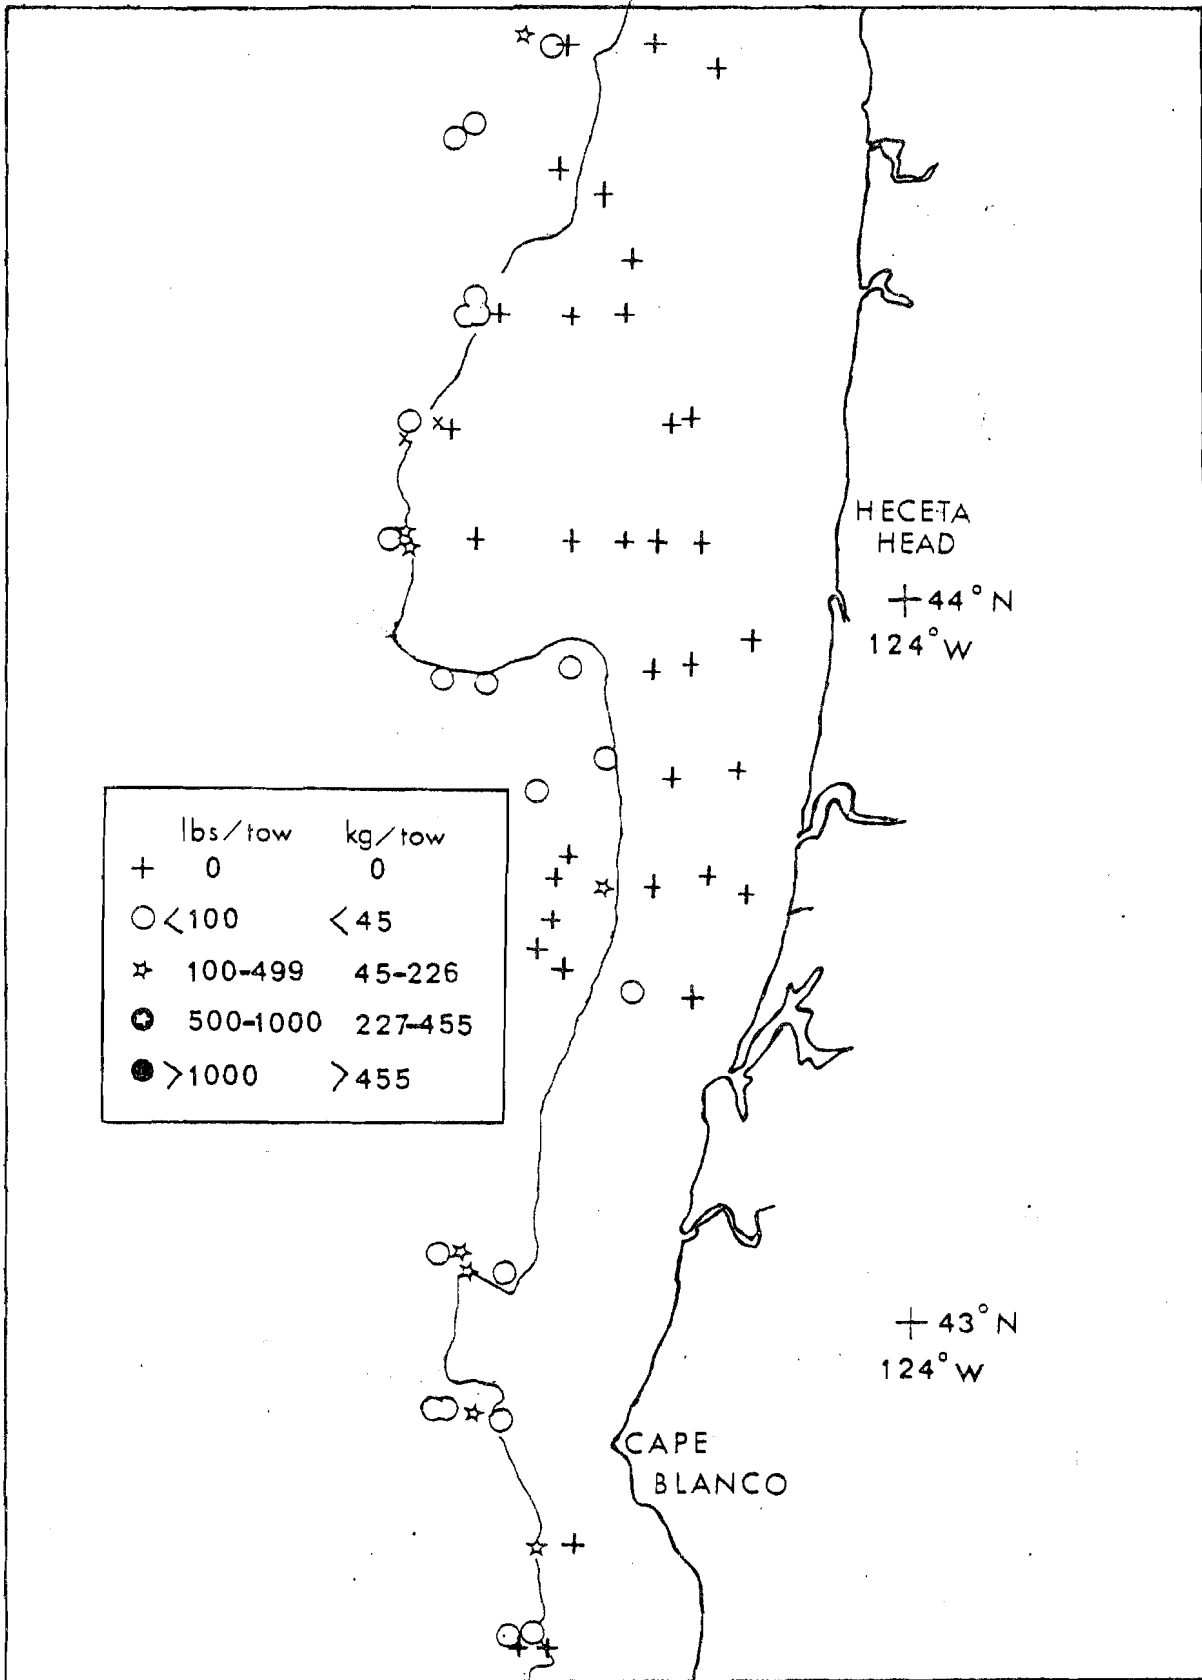 HECETA
HEAD
44°N
124°W
lbs/tow kg/tow
0 0
<100 <45
100-499 45-226
500-1000 227-455
>1000 >455
43°N
124°W
CAPE
BLANCO